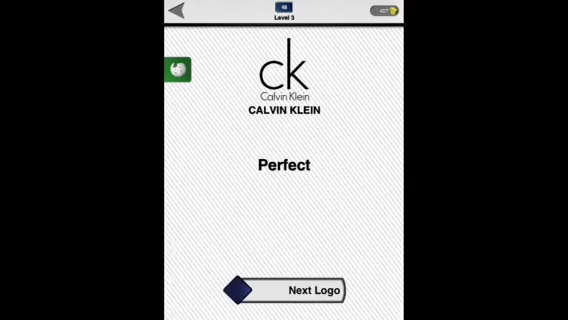 Level 3
ck
Calvin Klein
CALVIN KLEIN
Perfect
Next Logo